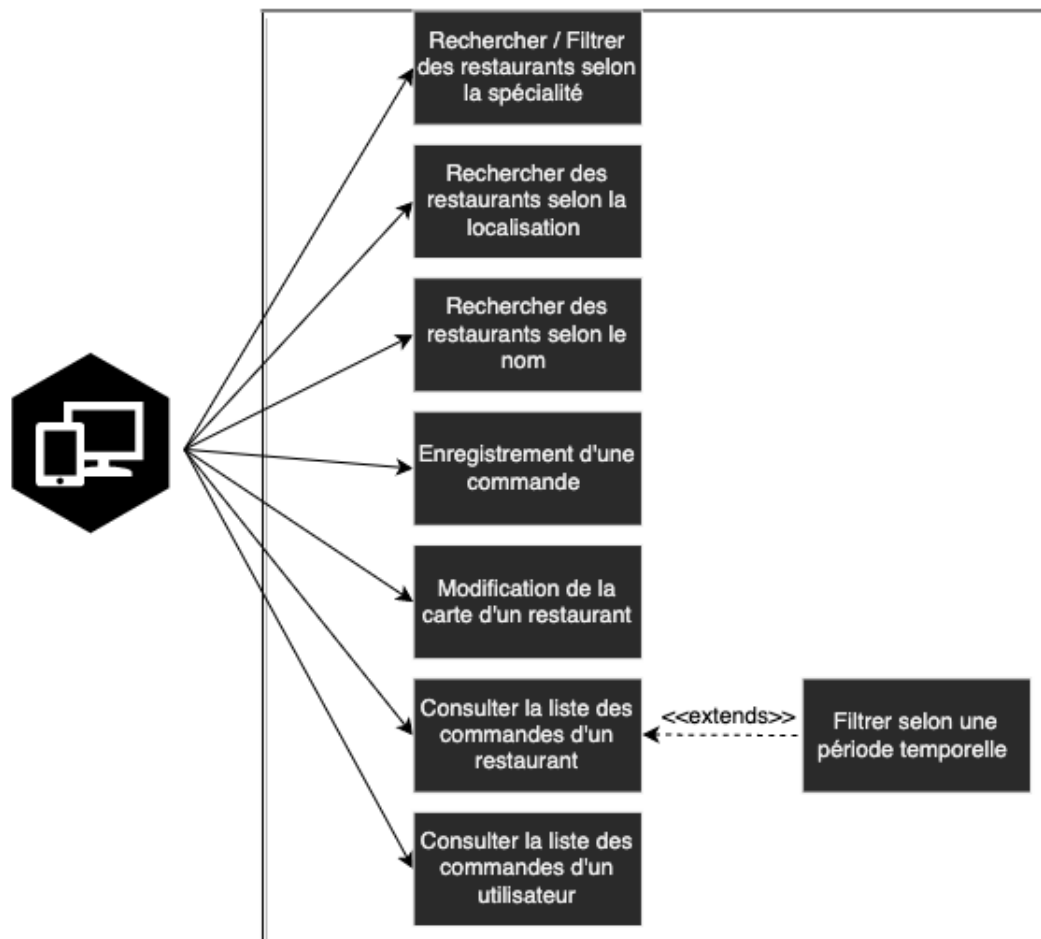 Rechercher / Filtrer
des restaurants selon
la spécialité
Rechercher des
restaurants selon la
localisation
Rechercher des
restaurants selon le
nom
Enregistrement d'une
commande
Modification de la
carte d'un restaurant
Consulter la liste des
commandes d'un
restaurant
<<extends>>
Filtrer selon une
période temporelle
Consulter la liste des
commandes d'un
utilisateur